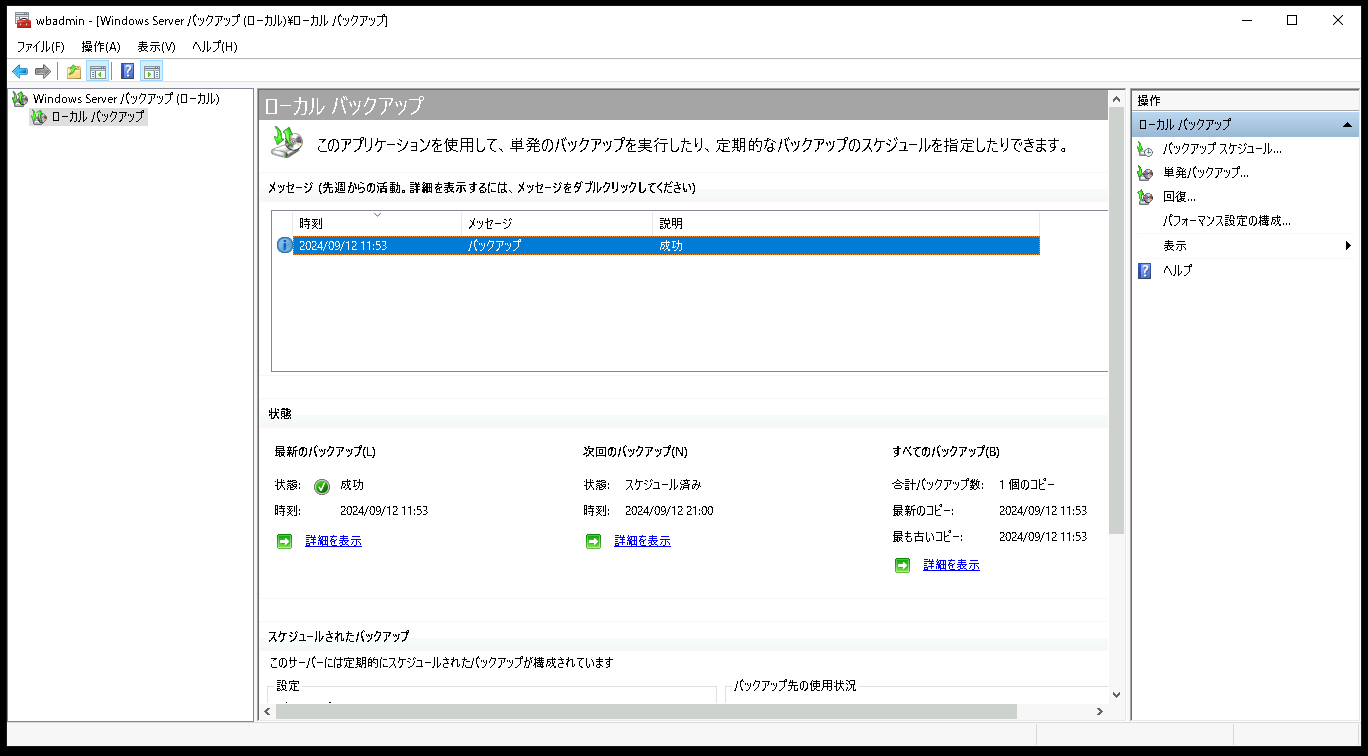 wbadmin - [Windows Server バックアップ (ローカル)¥ローカル バックアップ]
ファイル(F) 操作(A) 表示(V) ヘルプ(H)
Windows Server バックアップ (ローカル)
ローカル バックアップ
ローカル バックアップ
このアプリケーションを使用して、単発のバックアップを実行したり、定期的なバックアップのスケジュールを指定したりできます。
メッセージ (先週からの活動。詳細を表示するには、メッセージをダブルクリックしてください)
時刻 メッセージ 説明
2024/09/12 11:53 バックアップ 成功
状態
最新のバックアップ(L)
状態: 成功
時刻: 2024/09/12 11:53
詳細を表示
次回のバックアップ(N)
状態: スケジュール済み
時刻: 2024/09/12 21:00
詳細を表示
すべてのバックアップ(B)
合計バックアップ数: 1 個のコピー
最新のコピー: 2024/09/12 11:53
最も古いコピー: 2024/09/12 11:53
詳細を表示
スケジュールされたバックアップ
このサーバーには定期的にスケジュールされたバックアップが構成されています
設定
バックアップ先の使用状況
操作
ローカル バックアップ
バックアップ スケジュール...
単発バックアップ...
回復...
パフォーマンス設定の構成...
表示
ヘルプ